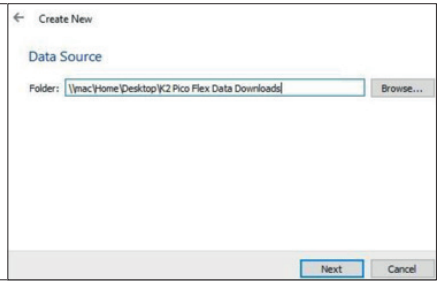 Create New
Data Source
Folder: \\mac\Home\Desktop\K2 Pico Flex Data Downloads Browse...
Next Cancel